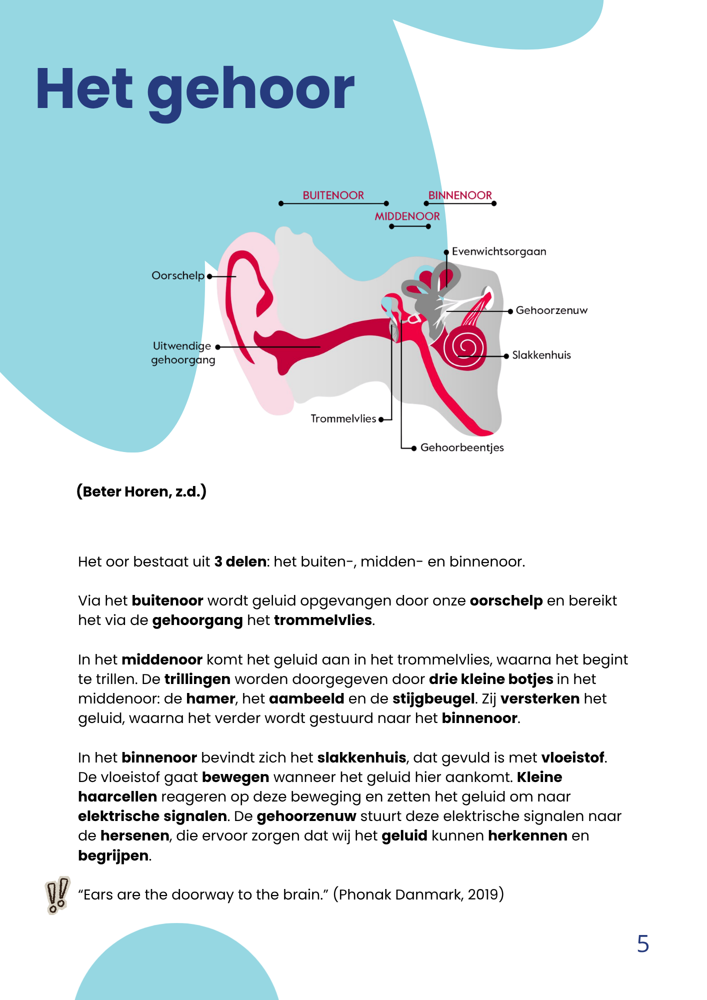 Het gehoor
BUITENOOR
BINNENOOR
MIDDENOOR
Evenwichtsorgaan
Oorschelp
Gehoorzenuw
Uitwendige
gehoorgang
Slakkenhuis
Trommelvlies
Gehoorbeentjes
(Beter Horen, z.d.)
Het oor bestaat uit 3 delen: het buiten-, midden- en binnenoor.
Via het buitenoor wordt geluid opgevangen door onze oorschelp en bereikt
het via de gehoorgang het trommelvlies.
In het middenoor komt het geluid aan in het trommelvlies, waarna het begint
te trillen. De trillingen worden doorgegeven door drie kleine botjes in het
middenoor: de hamer, het aambeeld en de stijgbeugel. Zij versterken het
geluid, waarna het verder wordt gestuurd naar het binnenoor.
In het binnenoor bevindt zich het slakkenhuis, dat gevuld is met vloeistof.
De vloeistof gaat bewegen wanneer het geluid hier aankomt. Kleine
haarcellen reageren op deze beweging en zetten het geluid om naar
elektrische signalen. De gehoorzenuw stuurt deze elektrische signalen naar
de hersenen, die ervoor zorgen dat wij het geluid kunnen herkennen en
begrijpen.
!! “Ears are the doorway to the brain.” (Phonak Danmark, 2019)
5